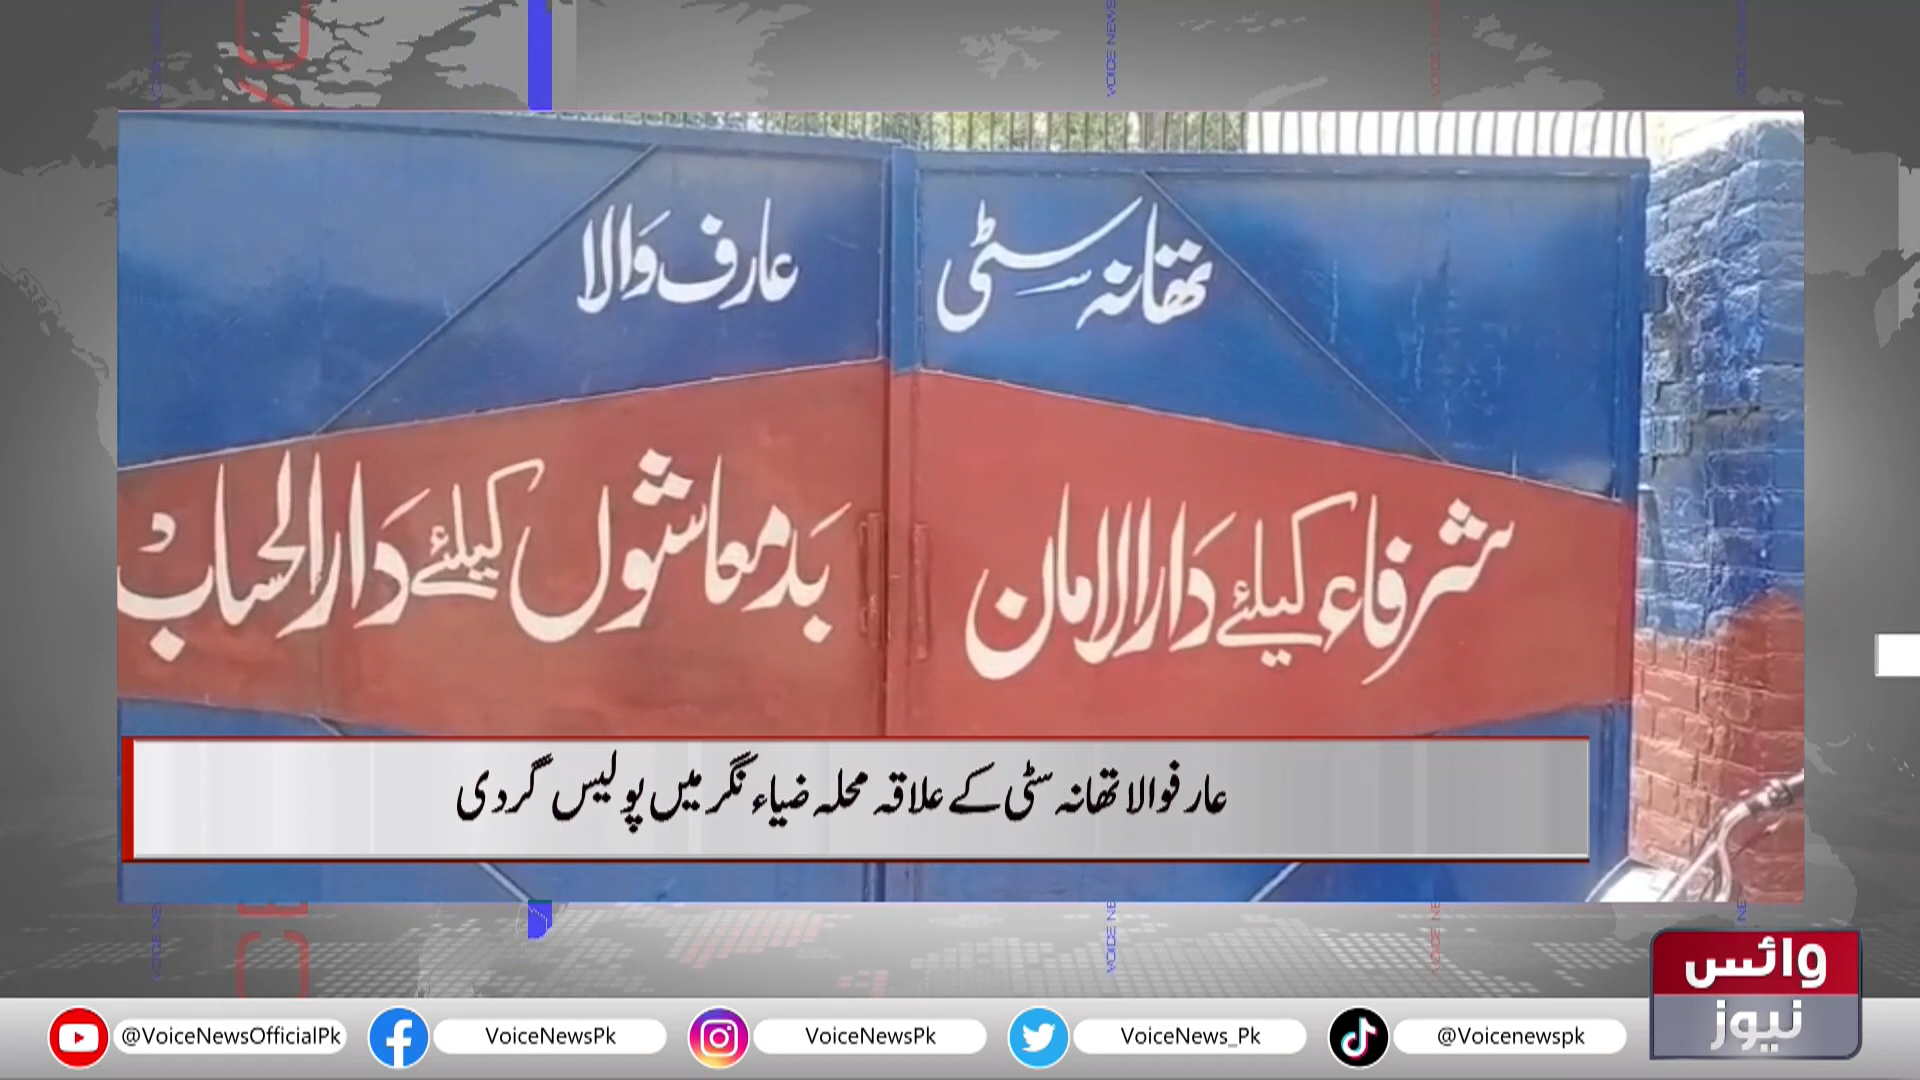 تھانہ سٹی عارف والا
شرفاء کیلئے دارالامان بدمعاشوں کیلئے دارالحساب
عارفوالا تھانہ سٹی کے علاقہ محلہ ضیاء نگر میں پولیس گردی
وائس
نیوز
@VoiceNewsOfficialPk
VoiceNewsPk
VoiceNewsPk
VoiceNews_Pk
@Voicenewspk